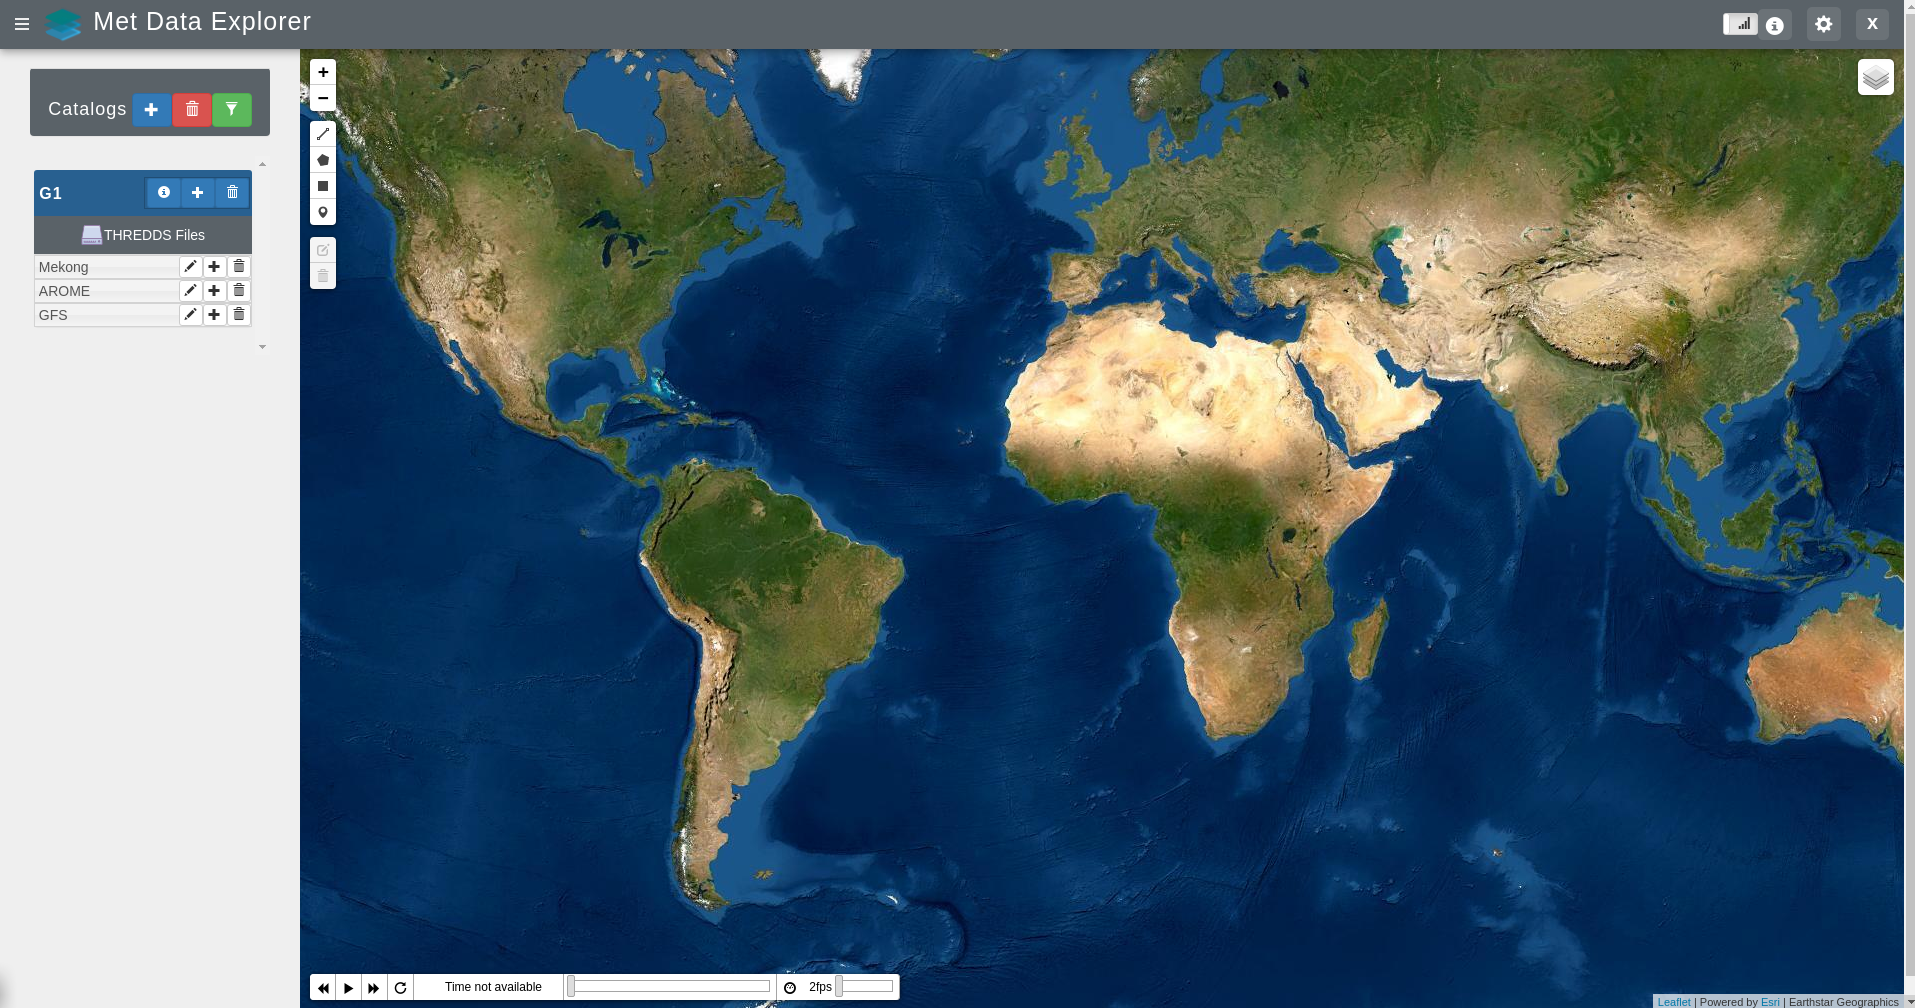 Met Data Explorer
X
Catalogs
G1
THREDDS Files
Mekong
AROME
GFS
+
−
Time not available
2fps
Leaflet | Powered by Esri | Earthstar Geographics